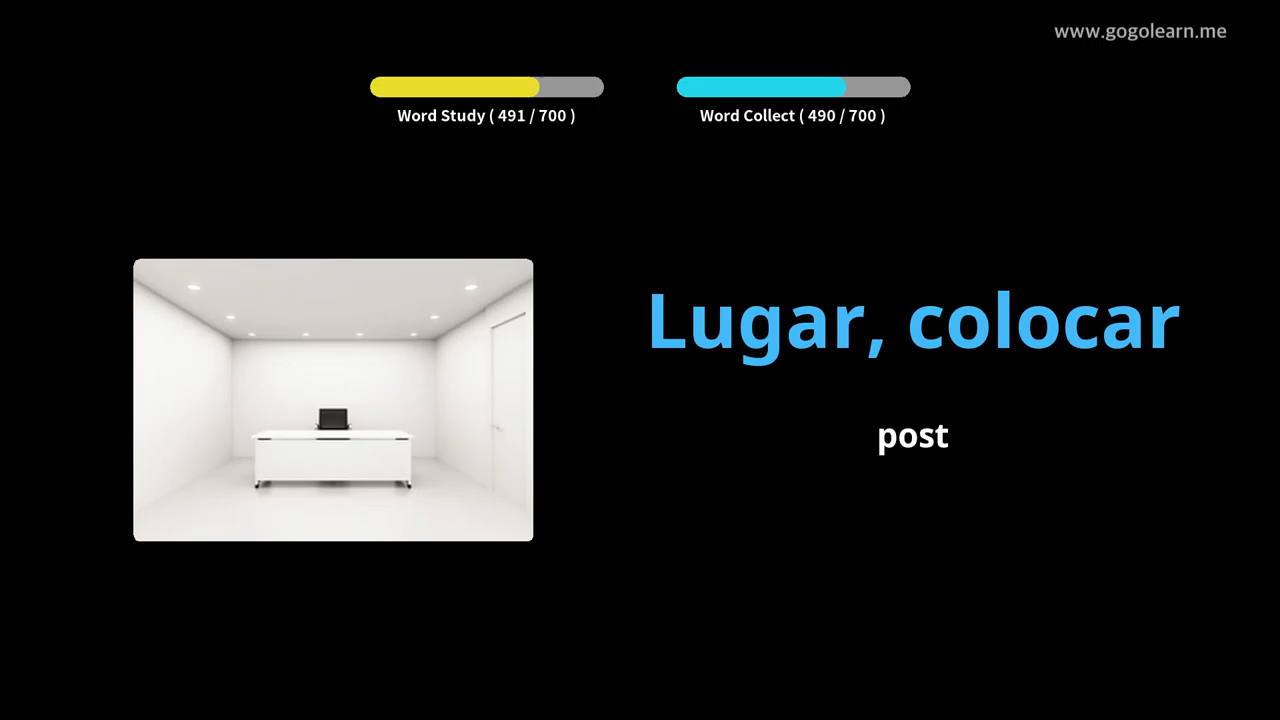 www.gogolearn.me
Word Study ( 491 / 700 )
Word Collect ( 490 / 700 )
Lugar, colocar
post